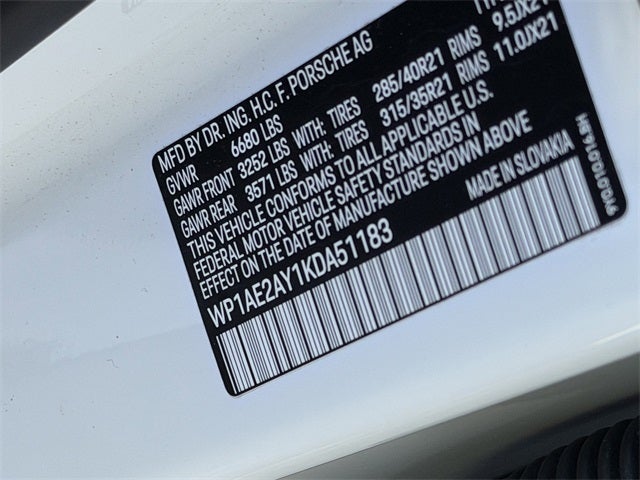 MFD BY DR. ING. H.C. F. PORSCHE AG
GVWR 6680 LBS
GAWR FRONT 3252 LBS WITH: TIRES 285/40R21 RIMS 9.5JX21
GAWR REAR 3571 LBS WITH: TIRES 315/35R21 RIMS 11.0JX21
THIS VEHICLE CONFORMS TO ALL APPLICABLE U.S.
FEDERAL MOTOR VEHICLE SAFETY STANDARDS IN
EFFECT ON THE DATE OF MANUFACTURE SHOWN ABOVE
WP1AE2AY1KDA51183 MADE IN SLOVAKIA